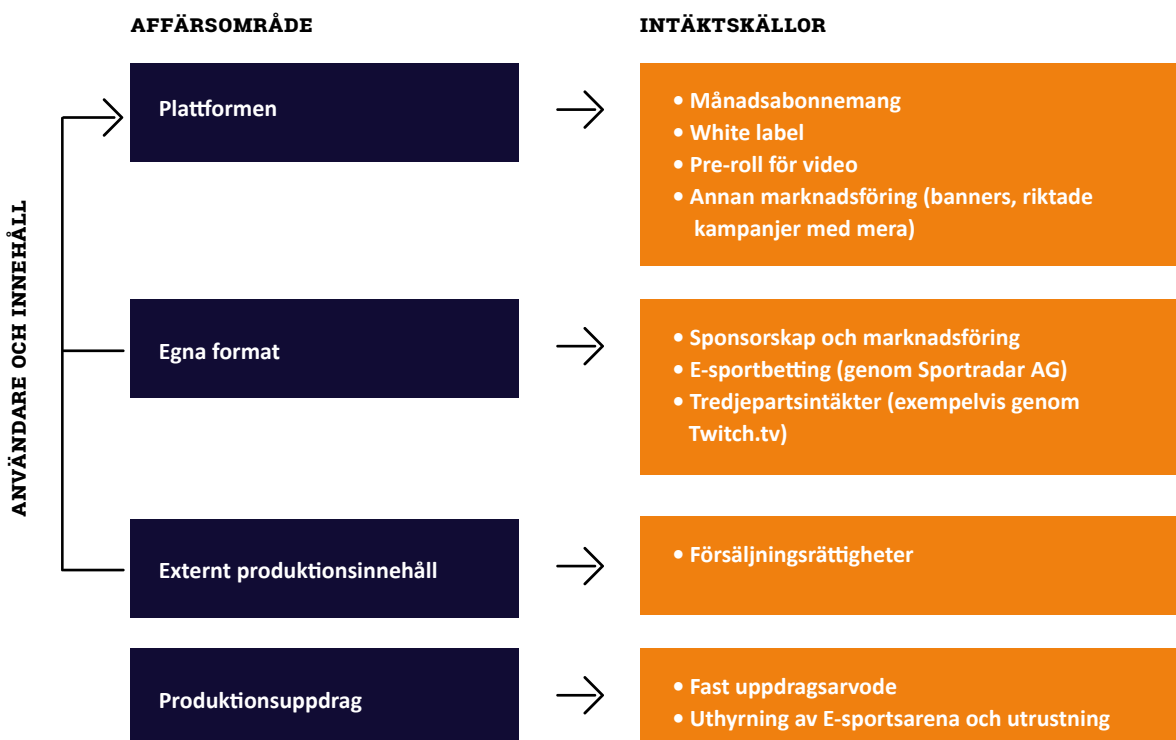 AFFÄRSOMRÅDE
INTÄKTSKÄLLOR
ANVÄNDARE OCH INNEHÅLL
Plattformen
• Månadsabonnemang
• White label
• Pre-roll för video
• Annan marknadsföring (banners, riktade
kampanjer med mera)
Egna format
• Sponsorskap och marknadsföring
• E-sportbetting (genom Sportradar AG)
• Tredjepartsintäkter (exempelvis genom
Twitch.tv)
Externt produktionsinnehåll
• Försäljningsrättigheter
Produktionsuppdrag
• Fast uppdragsarvode
• Uthyrning av E-sportsarena och utrustning